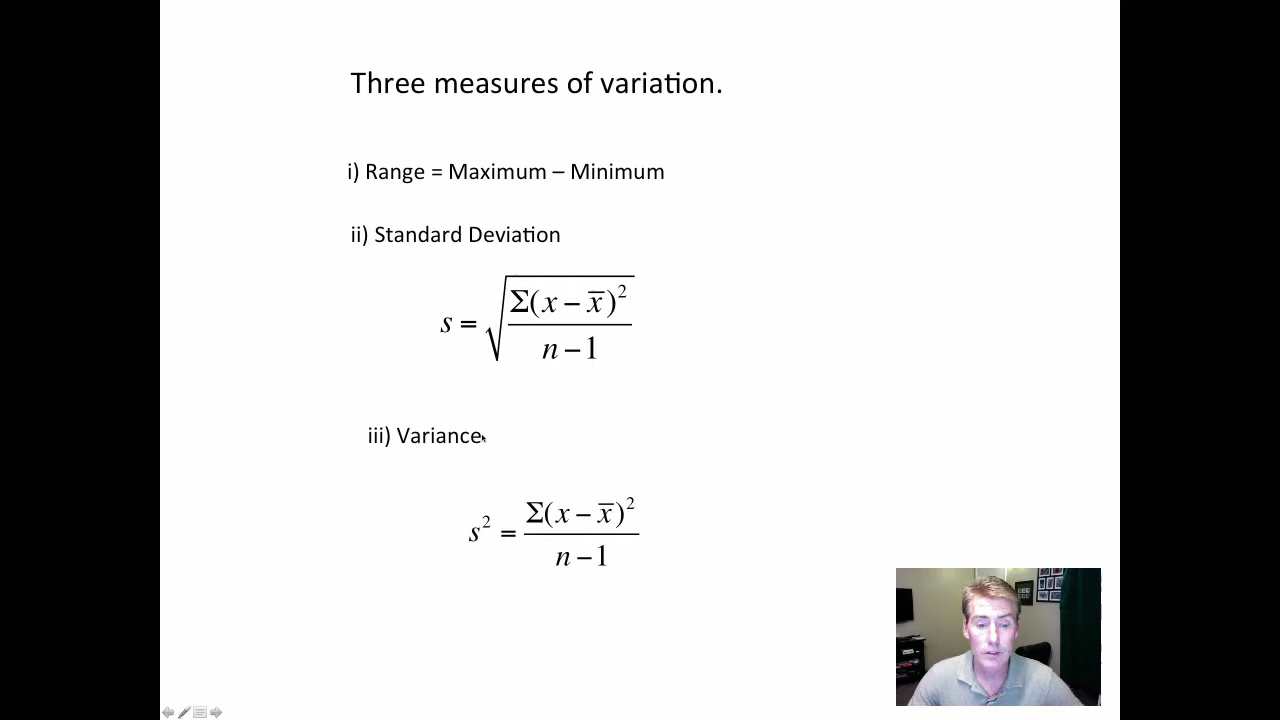 Three measures of variation.
i) Range = Maximum – Minimum
ii) Standard Deviation
s = √(Σ(x − x̅)² / (n − 1))
iii) Variance
s² = Σ(x − x̅)² / (n − 1)